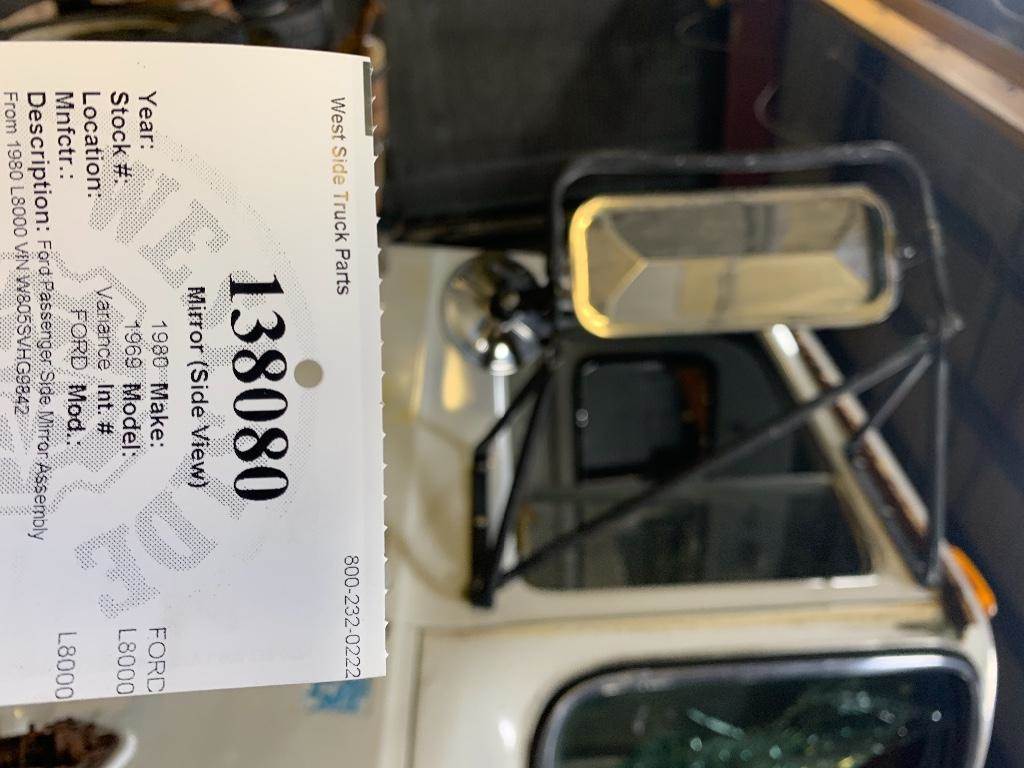 West Side Truck Parts 800-232-0222
138080
Mirror (Side View)
Year: 1980 Make: FORD
Stock #: 1969 Model: L8000
Location: Variance Int. #
Mnfctr.: FORD Mod.: L8000
Description: Ford Passenger Side Mirror Assembly
From 1980 L8000 VIN W805SVHG9842